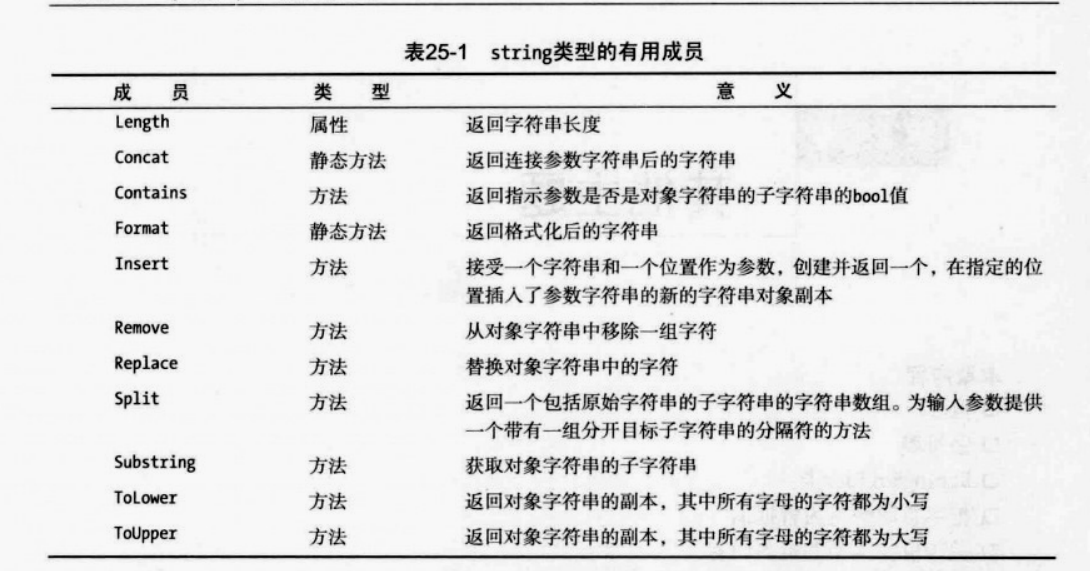 表25-1 string类型的有用成员
成 员 类 型 意 义
Length 属性 返回字符串长度
Concat 静态方法 返回连接参数字符串后的字符串
Contains 方法 返回指示参数是否是对象字符串的子字符串的bool值
Format 静态方法 返回格式化后的字符串
Insert 方法 接受一个字符串和一个位置作为参数，创建并返回一个，在指定的位
置插入了参数字符串的新的字符串对象副本
Remove 方法 从对象字符串中移除一组字符
Replace 方法 替换对象字符串中的字符
Split 方法 返回一个包括原始字符串的子字符串的字符串数组。为输入参数提供
一个带有一组分开目标子字符串的分隔符的方法
Substring 方法 获取对象字符串的子字符串
ToLower 方法 返回对象字符串的副本，其中所有字母的字符都为小写
ToUpper 方法 返回对象字符串的副本，其中所有字母的字符都为大写